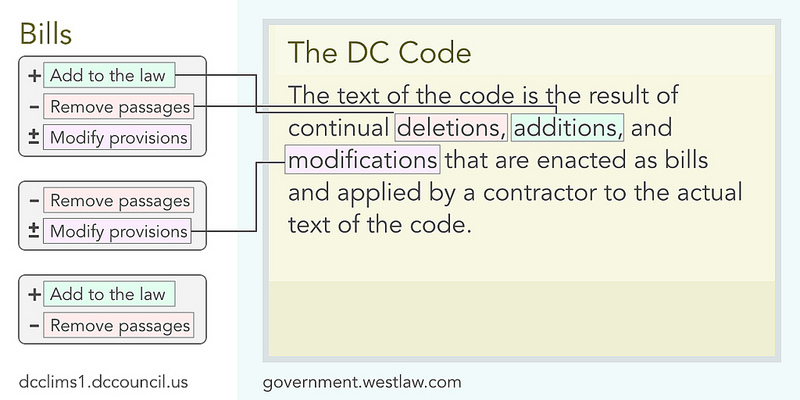 Bills
+ Add to the law
- Remove passages
± Modify provisions
- Remove passages
± Modify provisions
+ Add to the law
- Remove passages
dcclims1.dccouncil.us
The DC Code
The text of the code is the result of
continual deletions, additions, and
modifications that are enacted as bills
and applied by a contractor to the actual
text of the code.
government.westlaw.com